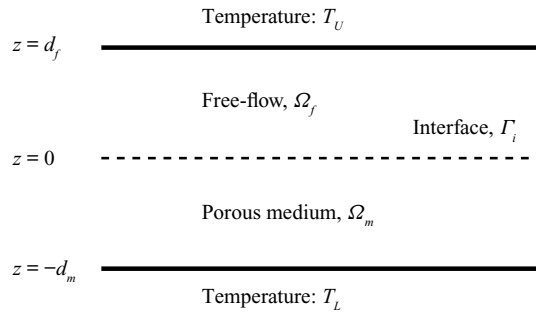 Temperature: T_U
z = d_f
Free-flow, Ω_f
Interface, Γ_i
z = 0
Porous medium, Ω_m
z = −d_m
Temperature: T_L